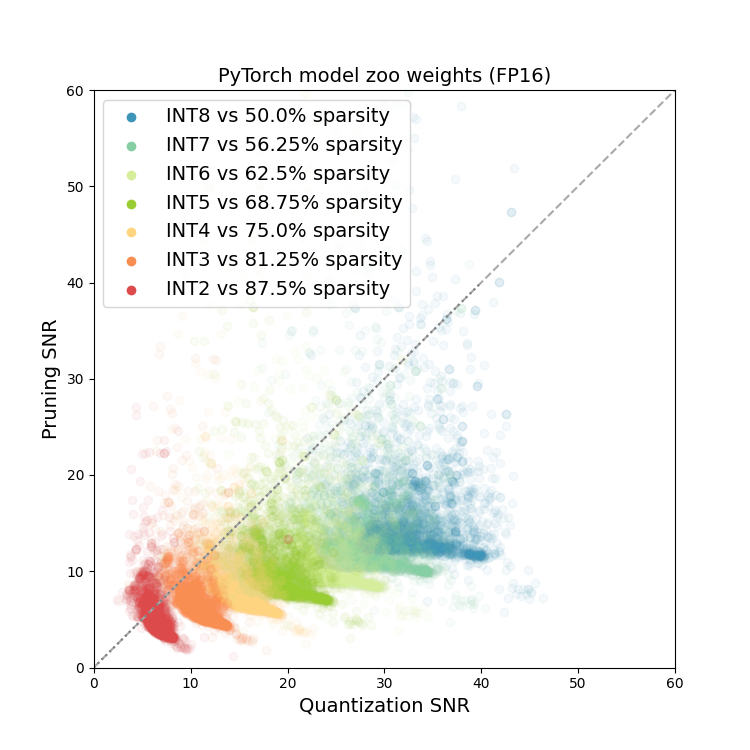 PyTorch model zoo weights (FP16)
60
50
40
30
20
10
0
Pruning SNR
INT8 vs 50.0% sparsity
INT7 vs 56.25% sparsity
INT6 vs 62.5% sparsity
INT5 vs 68.75% sparsity
INT4 vs 75.0% sparsity
INT3 vs 81.25% sparsity
INT2 vs 87.5% sparsity
0 10 20 30 40 50 60
Quantization SNR